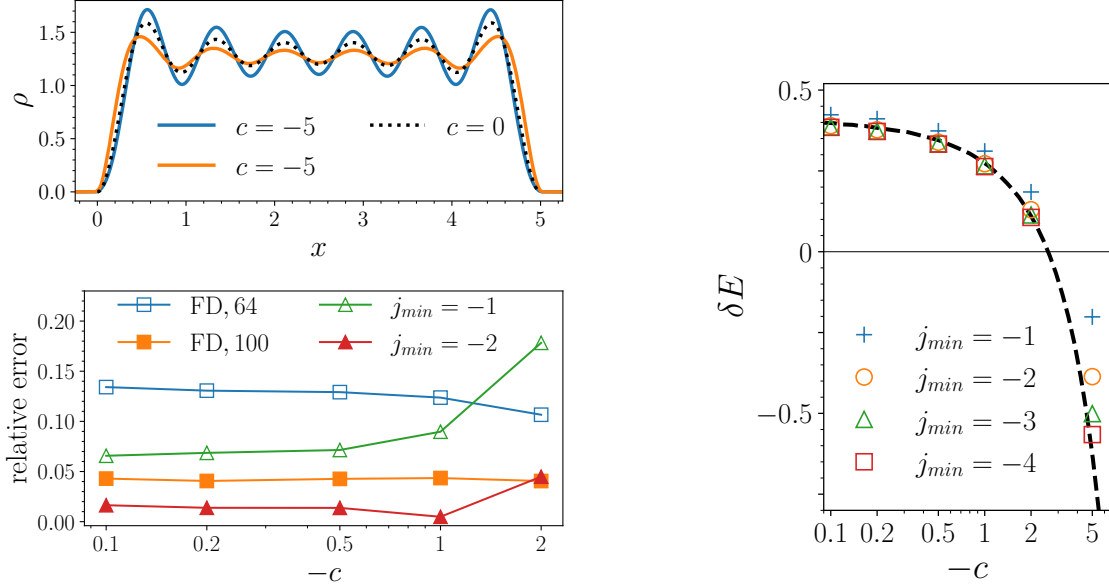 1.5
1.0
0.5
0.0
ρ
c = −5
c = 0
c = −5
0 1 2 3 4 5
x
0.20
0.15
0.10
0.05
0.00
relative error
FD, 64
j_min = −1
FD, 100
j_min = −2
0.1 0.2 0.5 1 2
−c
0.5
0
−0.5
δE
j_min = −1
j_min = −2
j_min = −3
j_min = −4
0.1 0.2 0.5 1 2 5
−c